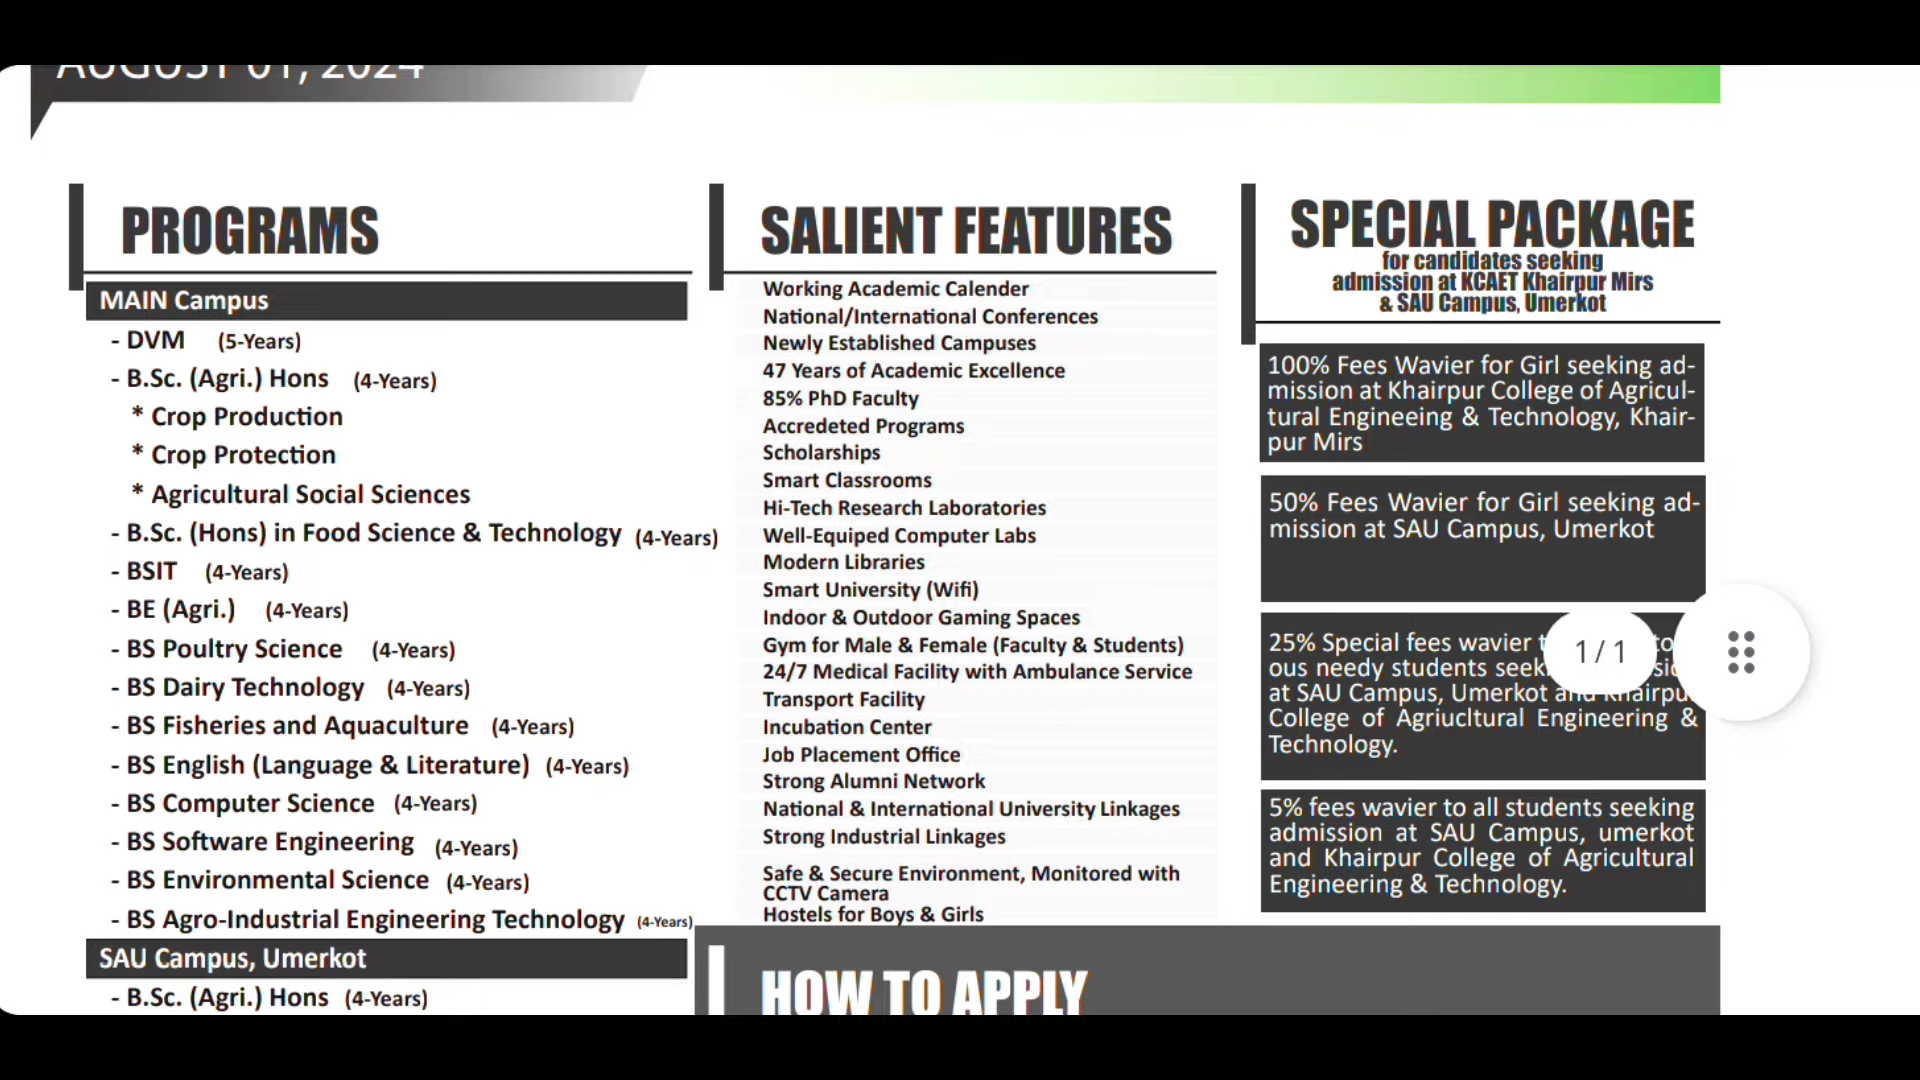 AUGUST 01, 2024
PROGRAMS
MAIN Campus
- DVM (5-Years)
- B.Sc. (Agri.) Hons (4-Years)
* Crop Production
* Crop Protection
* Agricultural Social Sciences
- B.Sc. (Hons) in Food Science & Technology (4-Years)
- BSIT (4-Years)
- BE (Agri.) (4-Years)
- BS Poultry Science (4-Years)
- BS Dairy Technology (4-Years)
- BS Fisheries and Aquaculture (4-Years)
- BS English (Language & Literature) (4-Years)
- BS Computer Science (4-Years)
- BS Software Engineering (4-Years)
- BS Environmental Science (4-Years)
- BS Agro-Industrial Engineering Technology (4-Years)
SAU Campus, Umerkot
- B.Sc. (Agri.) Hons (4-Years)
SALIENT FEATURES
Working Academic Calender
National/International Conferences
Newly Established Campuses
47 Years of Academic Excellence
85% PhD Faculty
Accredeted Programs
Scholarships
Smart Classrooms
Hi-Tech Research Laboratories
Well-Equiped Computer Labs
Modern Libraries
Smart University (Wifi)
Indoor & Outdoor Gaming Spaces
Gym for Male & Female (Faculty & Students)
24/7 Medical Facility with Ambulance Service
Transport Facility
Incubation Center
Job Placement Office
Strong Alumni Network
National & International University Linkages
Strong Industrial Linkages
Safe & Secure Environment, Monitored with
CCTV Camera
Hostels for Boys & Girls
SPECIAL PACKAGE
for candidates seeking
admission at KCAET Khairpur Mirs
& SAU Campus, Umerkot
100% Fees Wavier for Girl seeking ad-
mission at Khairpur College of Agricul-
tural Engineeing & Technology, Khair-
pur Mirs
50% Fees Wavier for Girl seeking ad-
mission at SAU Campus, Umerkot
25% Special fees wavier
ous needy students
at SAU Campus, Umerkot and Khairpur
College of Agriucltural Engineering &
Technology.
5% fees wavier to all students seeking
admission at SAU Campus, umerkot
and Khairpur College of Agricultural
Engineering & Technology.
1/1
HOW TO APPLY